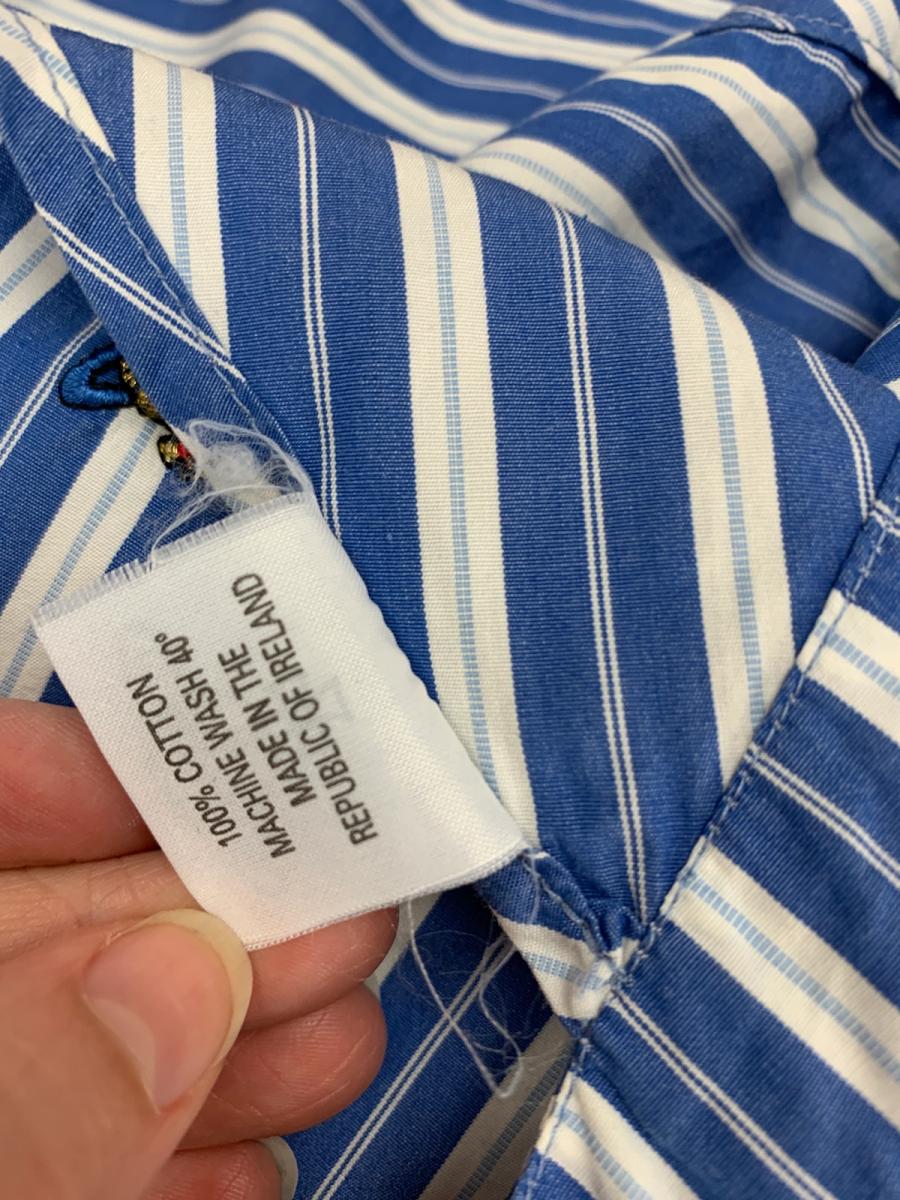 100% COTTON
MACHINE WASH 40°
MADE IN THE
REPUBLIC OF IRELAND